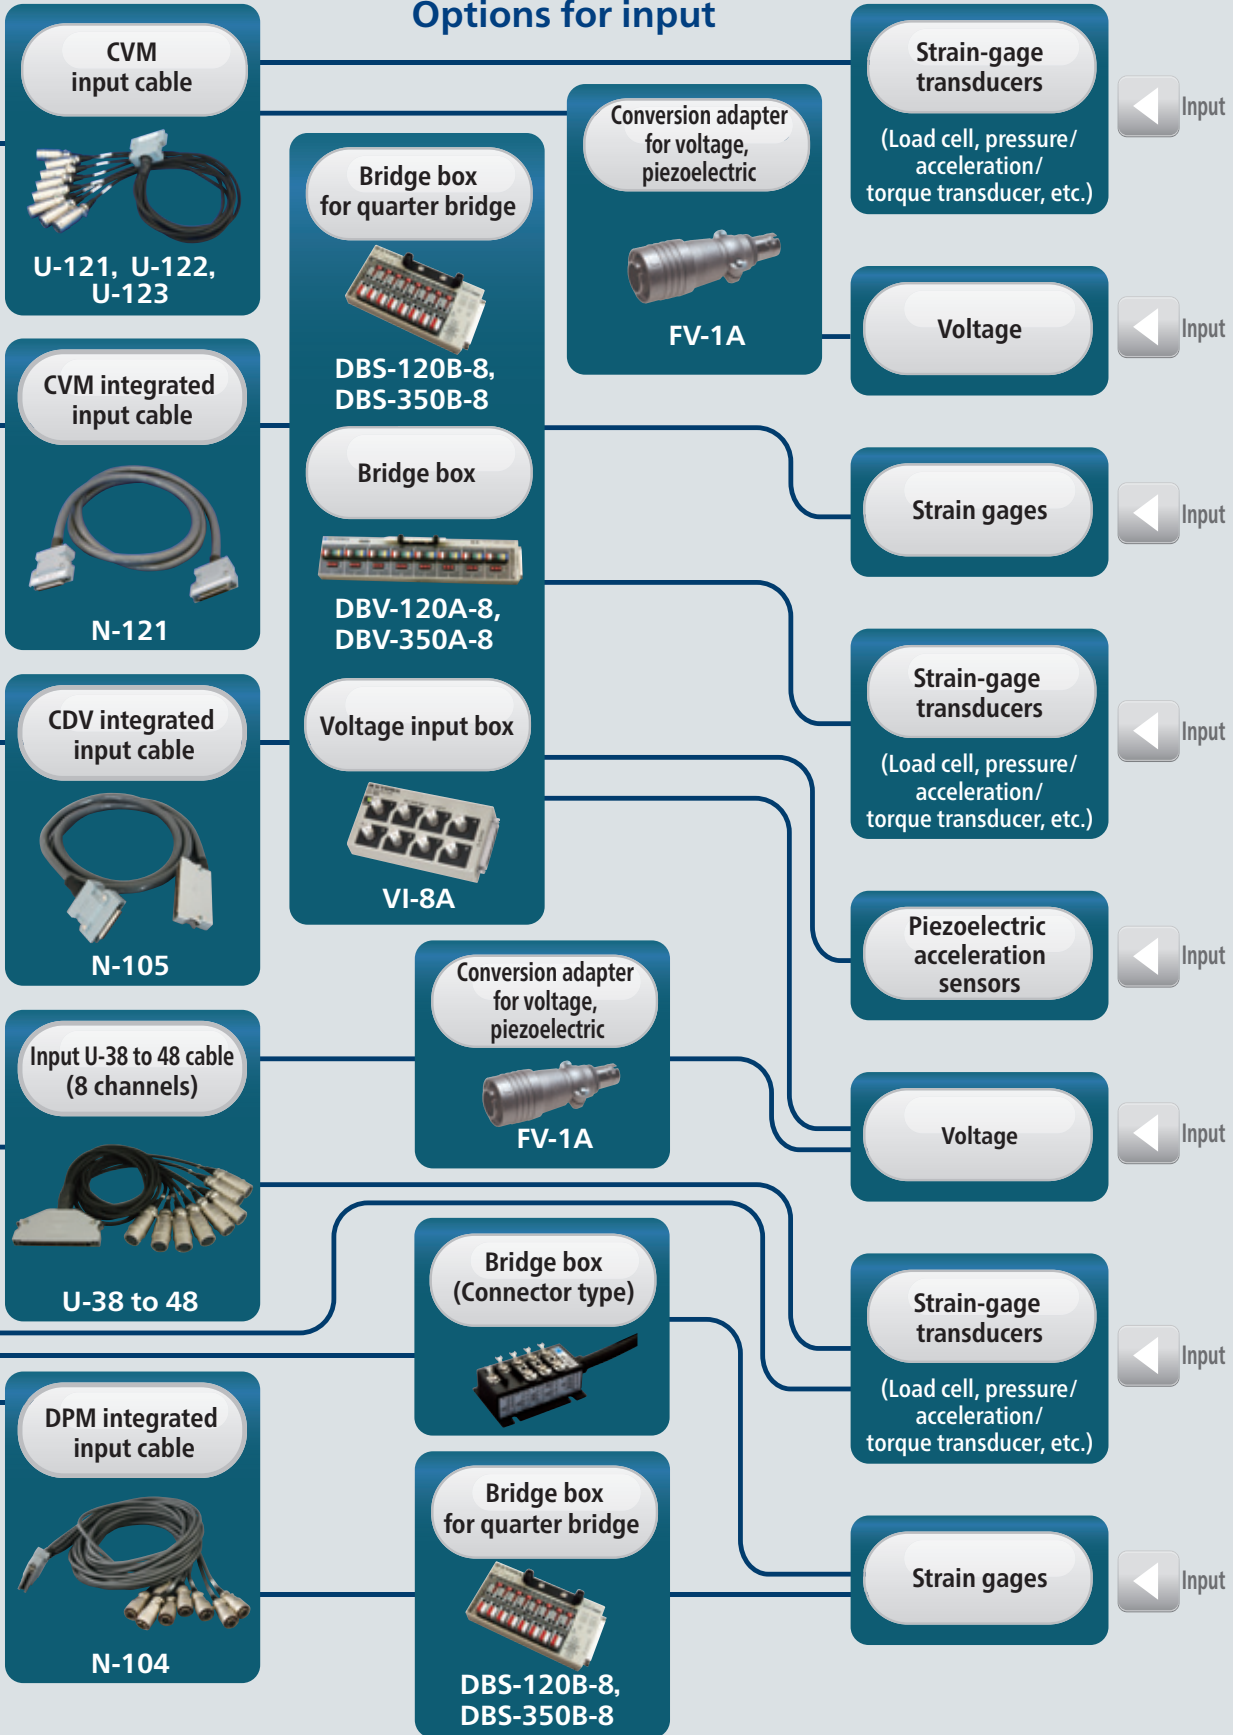 Options for input
CVM
input cable
U-121, U-122,
U-123
CVM integrated
input cable
N-121
CDV integrated
input cable
N-105
Input U-38 to 48 cable
(8 channels)
U-38 to 48
DPM integrated
input cable
N-104
Bridge box
for quarter bridge
DBS-120B-8,
DBS-350B-8
Bridge box
DBV-120A-8,
DBV-350A-8
Voltage input box
VI-8A
Conversion adapter
for voltage,
piezoelectric
FV-1A
Conversion adapter
for voltage,
piezoelectric
FV-1A
Bridge box
(Connector type)
Bridge box
for quarter bridge
DBS-120B-8,
DBS-350B-8
Strain-gage
transducers
(Load cell, pressure/
acceleration/
torque transducer, etc.)
Input
Voltage
Input
Strain gages
Input
Strain-gage
transducers
(Load cell, pressure/
acceleration/
torque transducer, etc.)
Input
Piezoelectric
acceleration
sensors
Input
Voltage
Input
Strain-gage
transducers
(Load cell, pressure/
acceleration/
torque transducer, etc.)
Input
Strain gages
Input